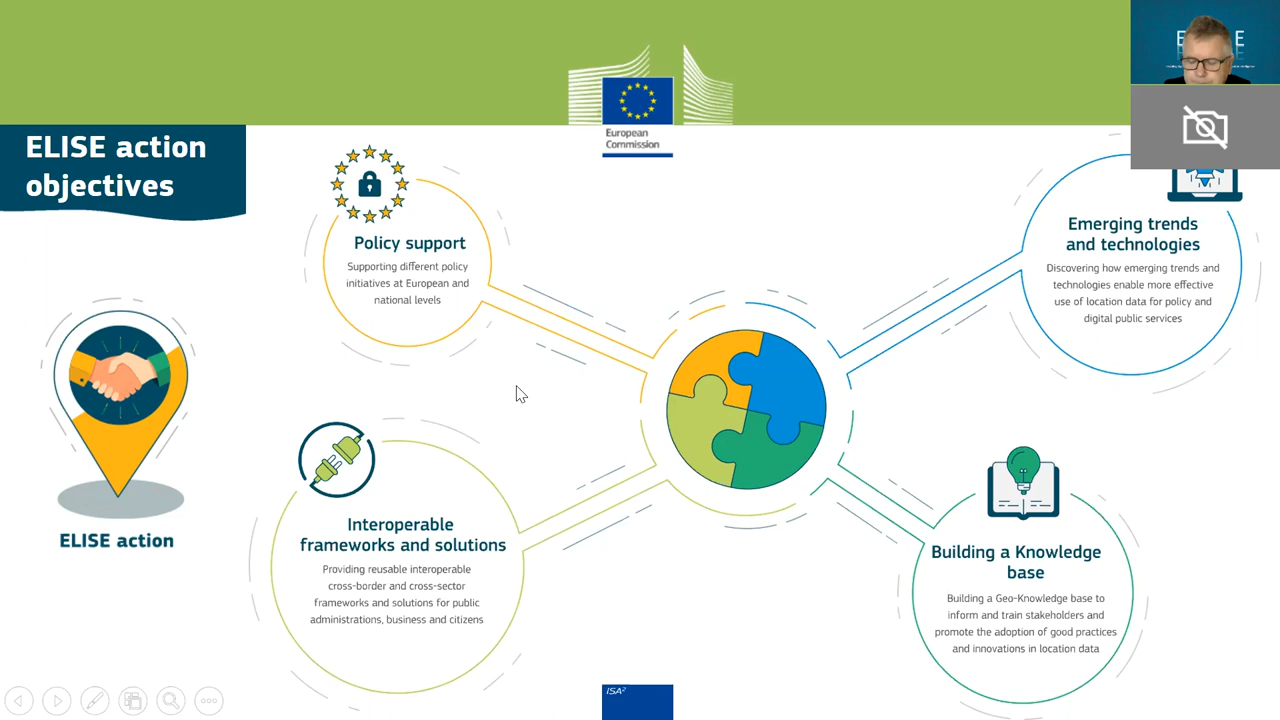 European
Commission
ELISE action
objectives
Policy support
Supporting different policy
initiatives at European and
national levels
Emerging trends
and technologies
Discovering how emerging trends and
technologies enable more effective
use of location data for policy and
digital public services
ELISE action
Interoperable
frameworks and solutions
Providing reusable interoperable
cross-border and cross-sector
frameworks and solutions for public
administrations, business and citizens
Building a Knowledge
base
Building a Geo-Knowledge base to
inform and train stakeholders and
promote the adoption of good practices
and innovations in location data
ISA²